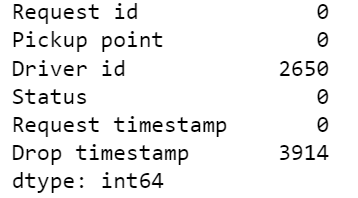 Request id 0
Pickup point 0
Driver id 2650
Status 0
Request timestamp 0
Drop timestamp 3914
dtype: int64